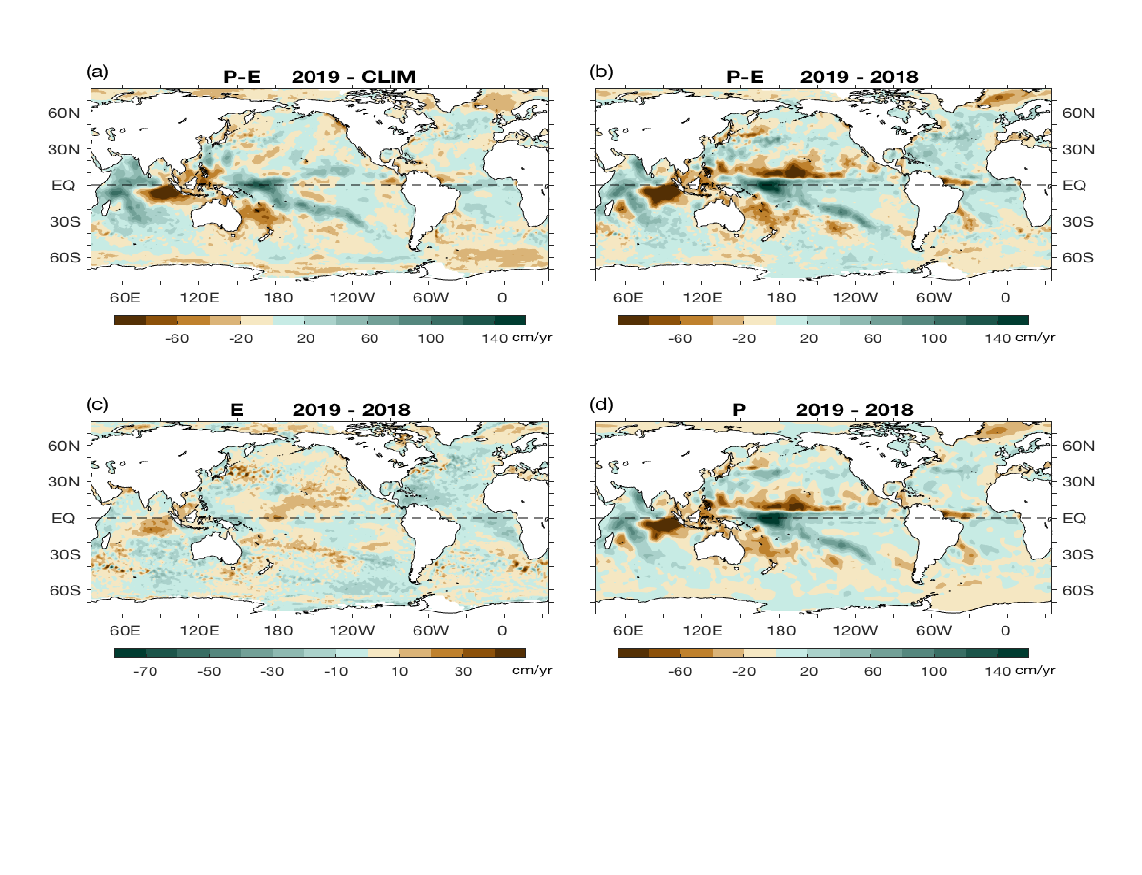 (a)
P-E 2019 - CLIM
60N
30N
EQ
30S
60S
60E 120E 180 120W 60W 0
-60 -20 20 60 100 140 cm/yr
(b)
P-E 2019 - 2018
60N
30N
EQ
30S
60S
60E 120E 180 120W 60W 0
-60 -20 20 60 100 140 cm/yr
(c)
E 2019 - 2018
60N
30N
EQ
30S
60S
60E 120E 180 120W 60W 0
-70 -50 -30 -10 10 30 cm/yr
(d)
P 2019 - 2018
60N
30N
EQ
30S
60S
60E 120E 180 120W 60W 0
-60 -20 20 60 100 140 cm/yr